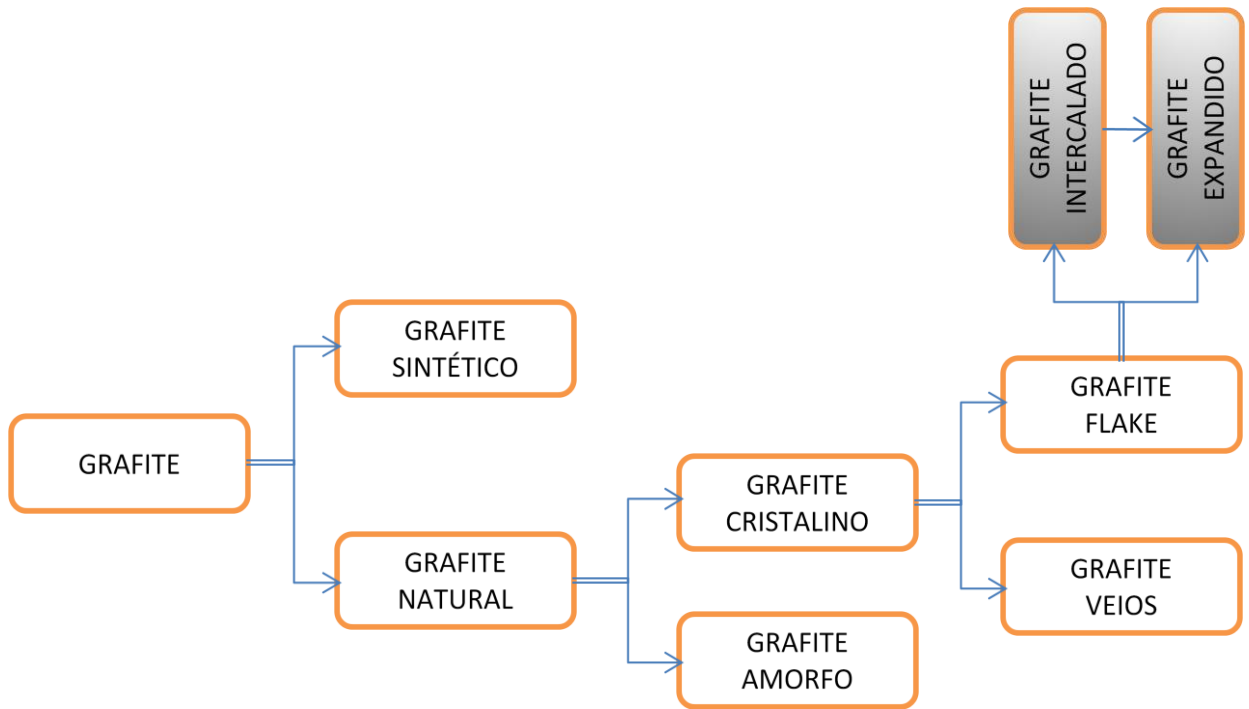 GRAFITE
INTERCALADO
GRAFITE
EXPANDIDO
GRAFITE
SINTÉTICO
GRAFITE
FLAKE
GRAFITE
GRAFITE
CRISTALINO
GRAFITE
NATURAL
GRAFITE
VEIOS
GRAFITE
AMORFO